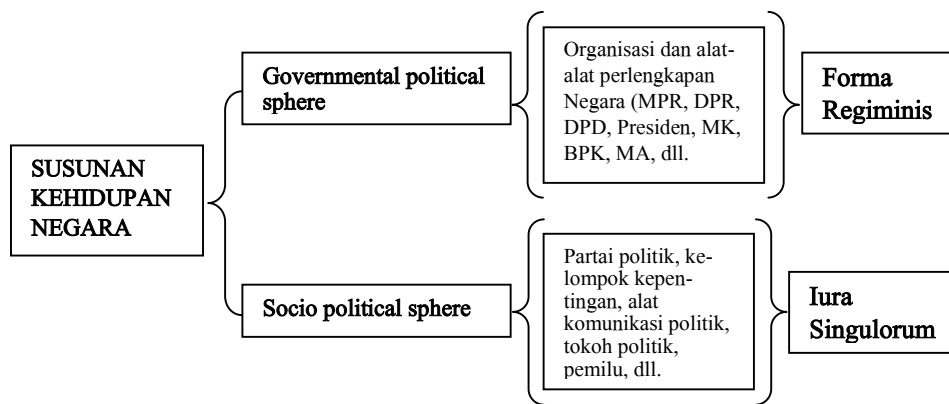 SUSUNAN
KEHIDUPAN
NEGARA
Governmental political
sphere
Organisasi dan alat-
alat perlengkapan
Negara (MPR, DPR,
DPD, Presiden, MK,
BPK, MA, dll.
Forma
Regiminis
Socio political sphere
Partai politik, ke-
lompok kepen-
tingan, alat
komunikasi politik,
tokoh politik,
pemilu, dll.
Iura
Singulorum